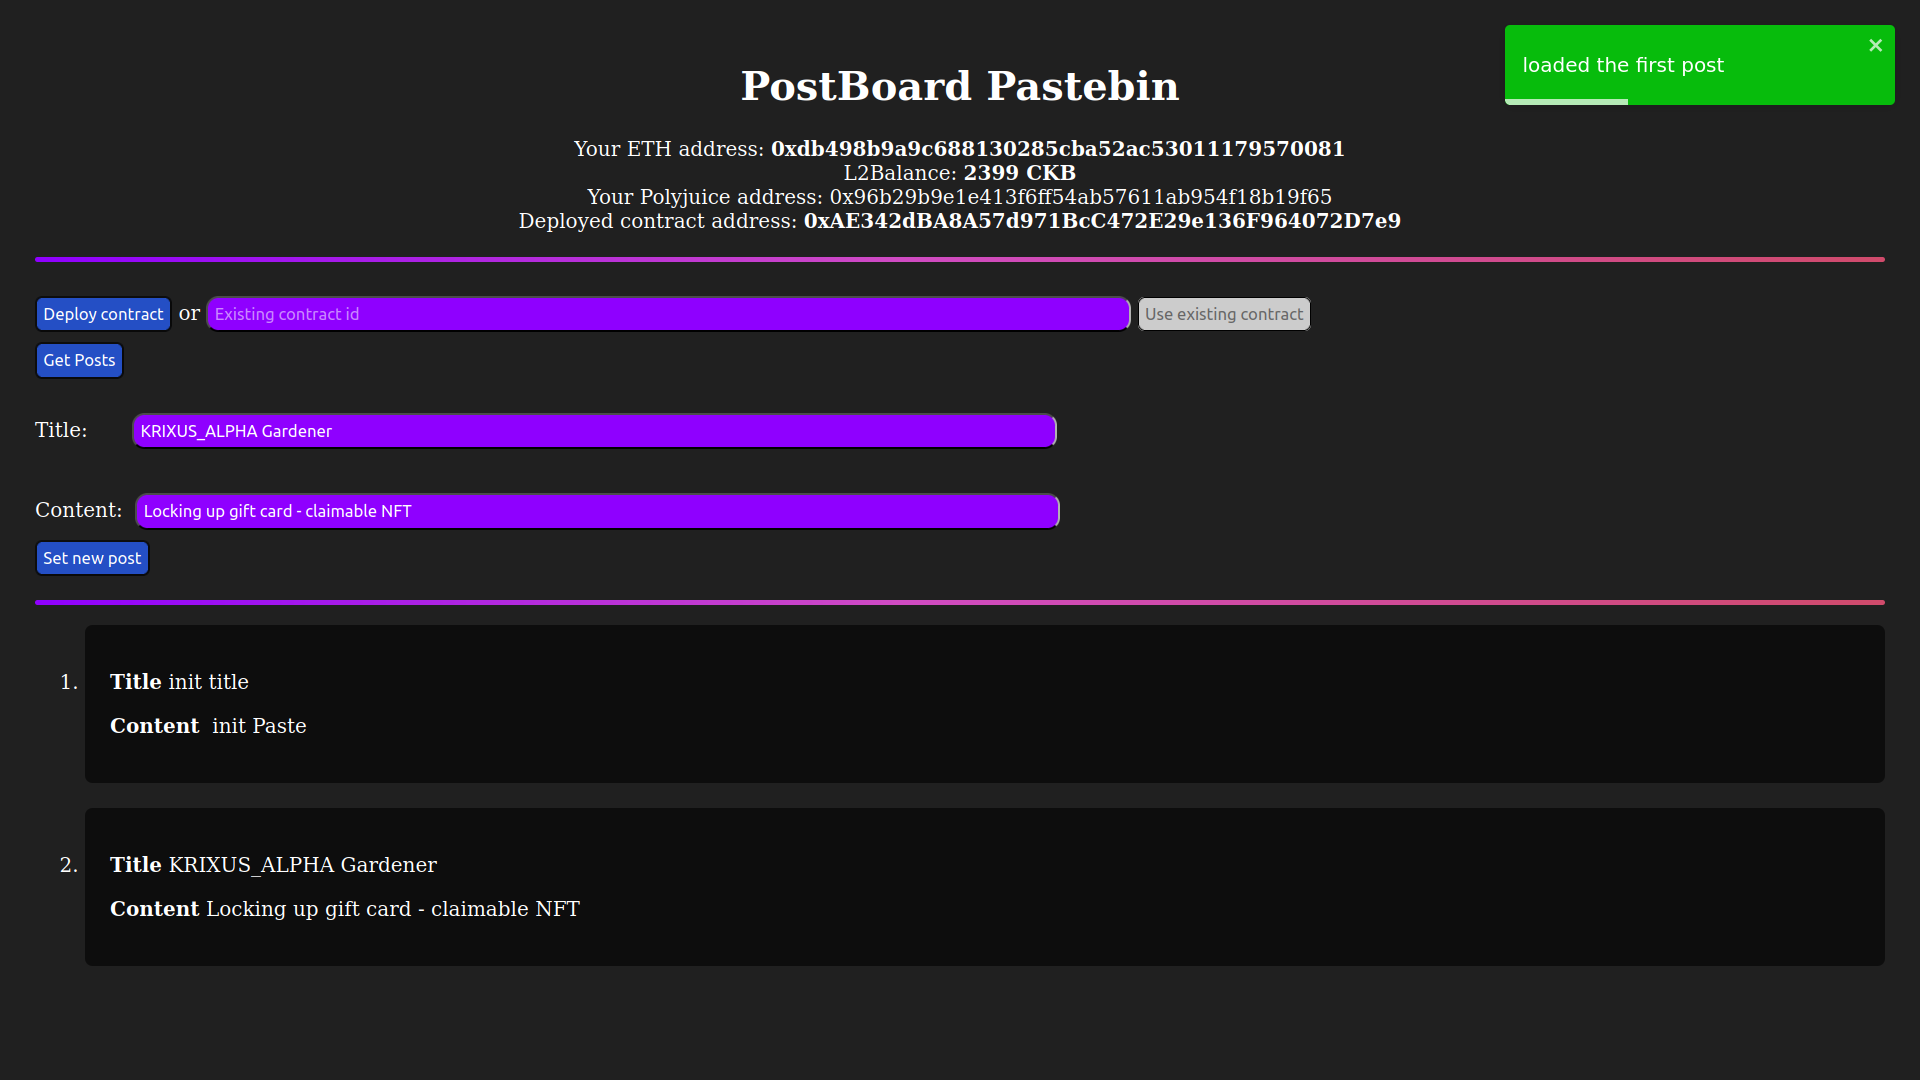 loaded the first post
PostBoard Pastebin
Your ETH address: 0xdb498b9a9c688130285cba52ac53011179570081
L2Balance: 2399 CKB
Your Polyjuice address: 0x96b29b9e1e413f6ff54ab57611ab954f18b19f65
Deployed contract address: 0xAE342dBA8A57d971BcC472E29e136F964072D7e9
Deploy contract or Existing contract id Use existing contract
Get Posts
Title: KRIXUS_ALPHA Gardener
Content: Locking up gift card - claimable NFT
Set new post
1. Title init title
Content init Paste
2. Title KRIXUS_ALPHA Gardener
Content Locking up gift card - claimable NFT